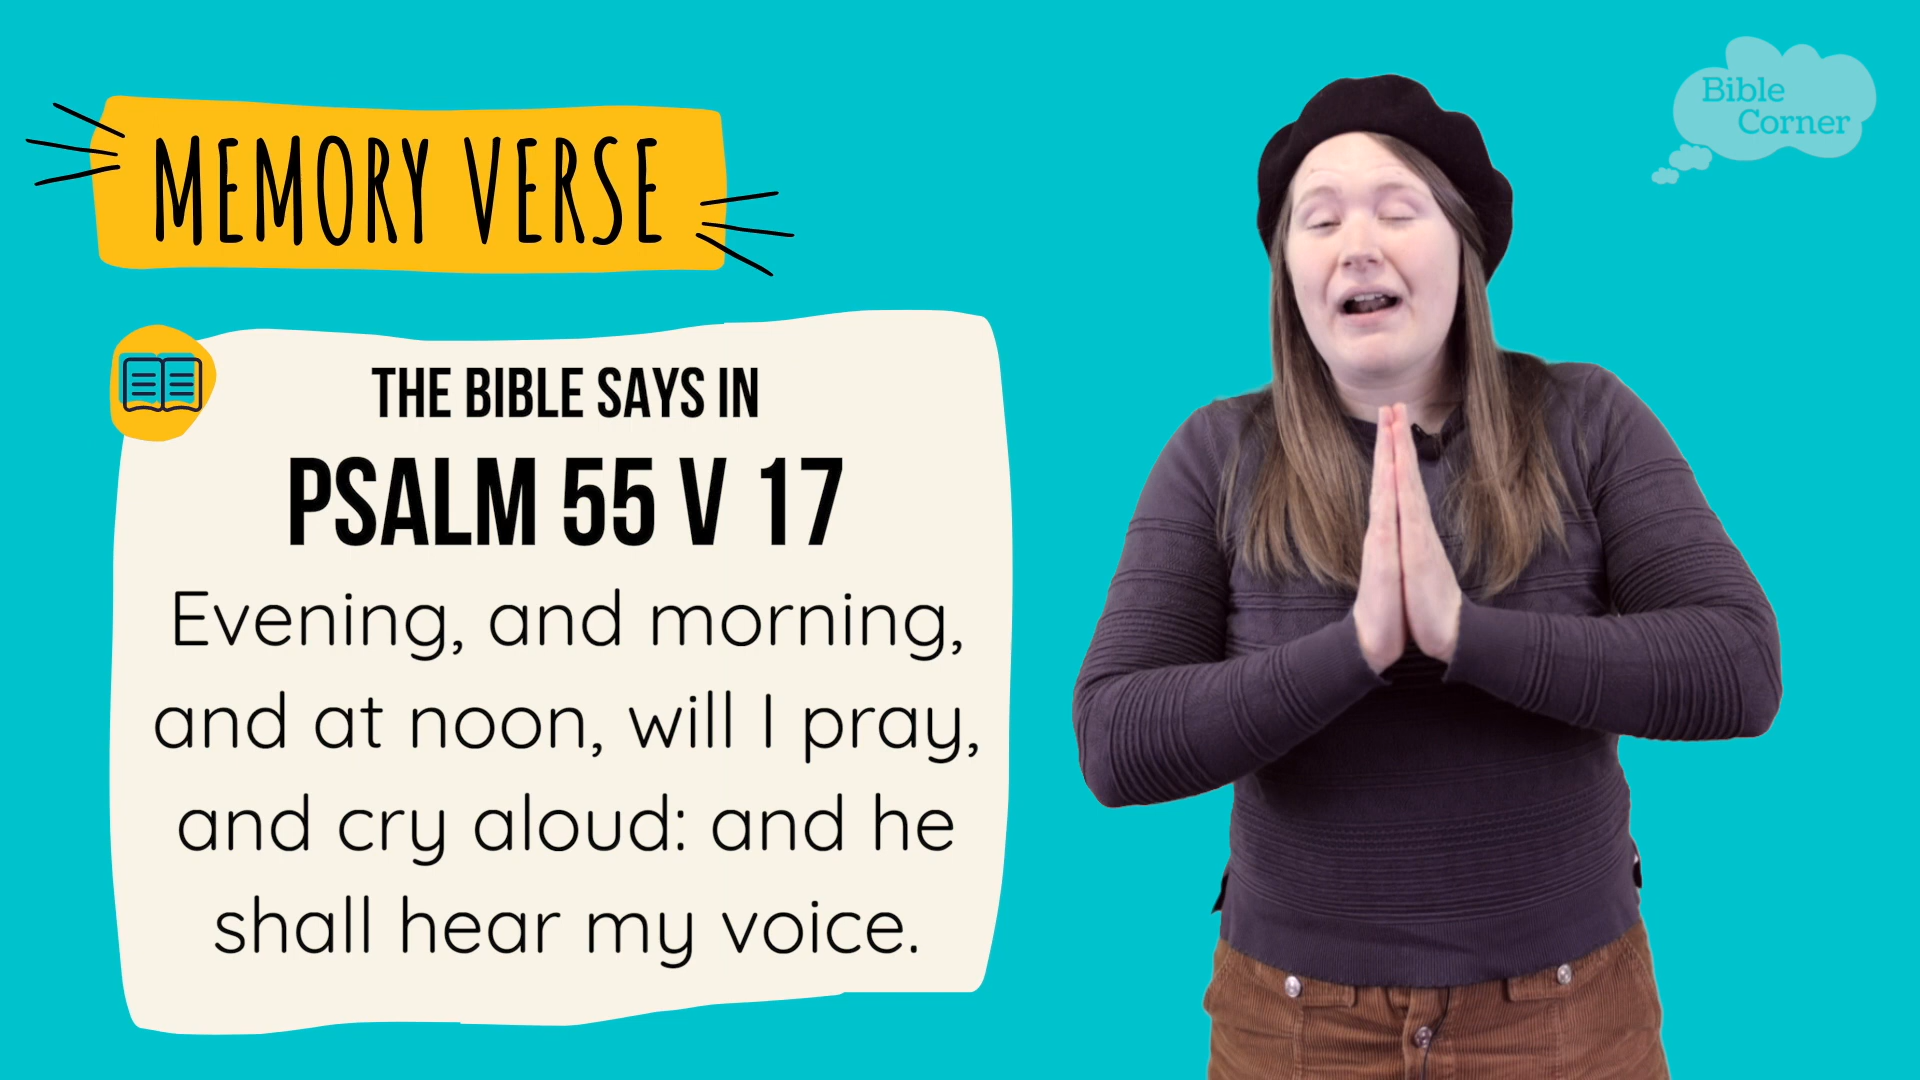 MEMORY VERSE
THE BIBLE SAYS IN
PSALM 55 V 17
Evening, and morning,
and at noon, will I pray,
and cry aloud: and he
shall hear my voice.
Bible
Corner